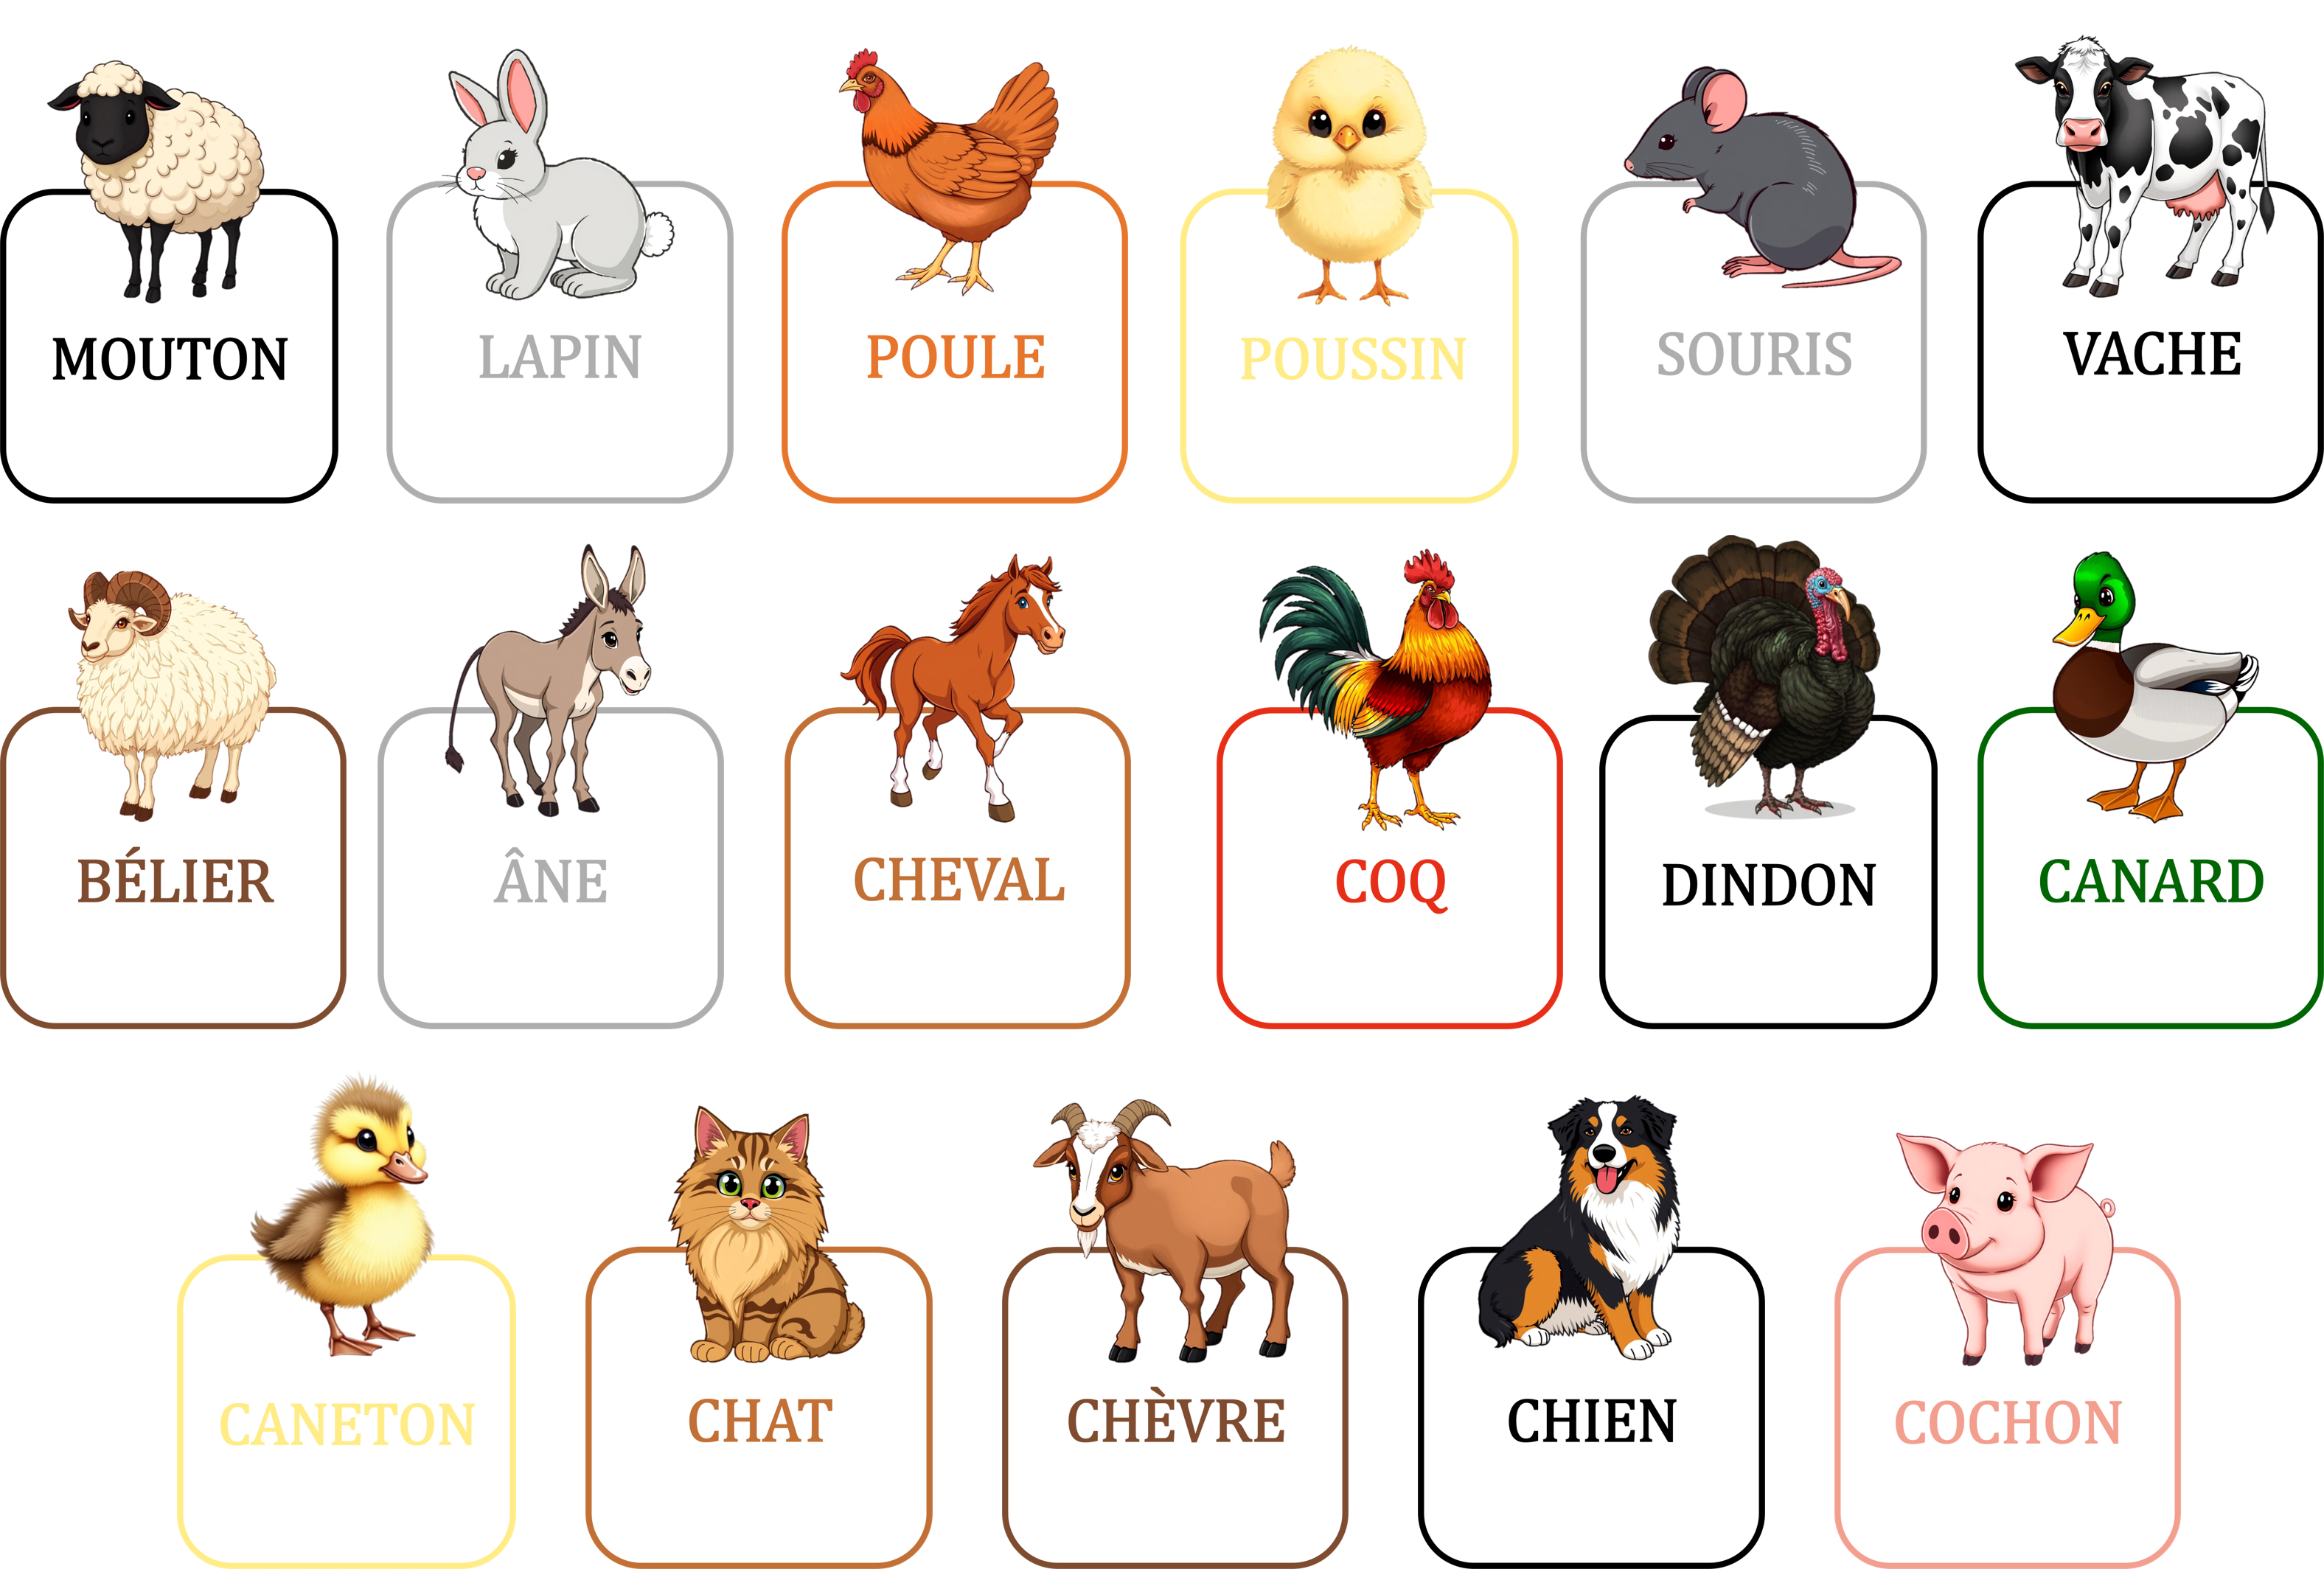 MOUTON
LAPIN
POULE
POUSSIN
SOURIS
VACHE
BÉLIER
ÂNE
CHEVAL
COQ
DINDON
CANARD
CANETON
CHAT
CHÈVRE
CHIEN
COCHON